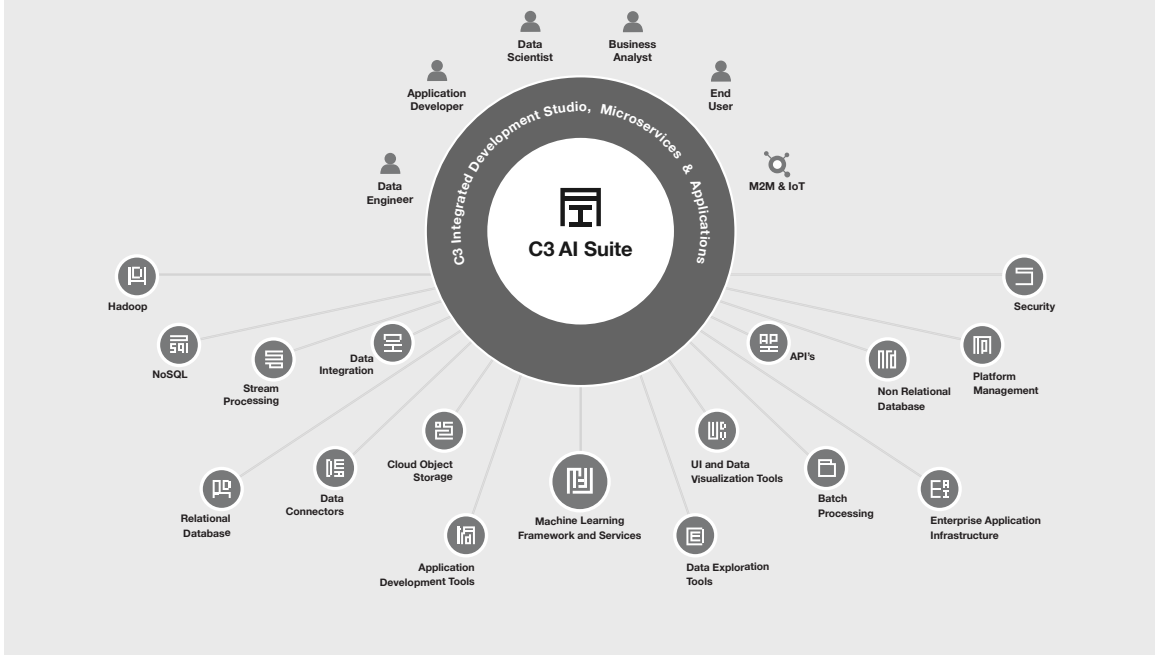 Data
Scientist
Business
Analyst
Application
Developer
End
User
Data
Engineer
M2M & IoT
C3 Integrated Development Studio, Microservices & Applications
C3 AI Suite
Hadoop
Security
NoSQL
Stream
Processing
Data
Integration
API's
Non Relational
Database
Platform
Management
Relational
Database
Data
Connectors
Cloud Object
Storage
Application
Development Tools
Machine Learning
Framework and Services
Data Exploration
Tools
UI and Data
Visualization Tools
Batch
Processing
Enterprise Application
Infrastructure